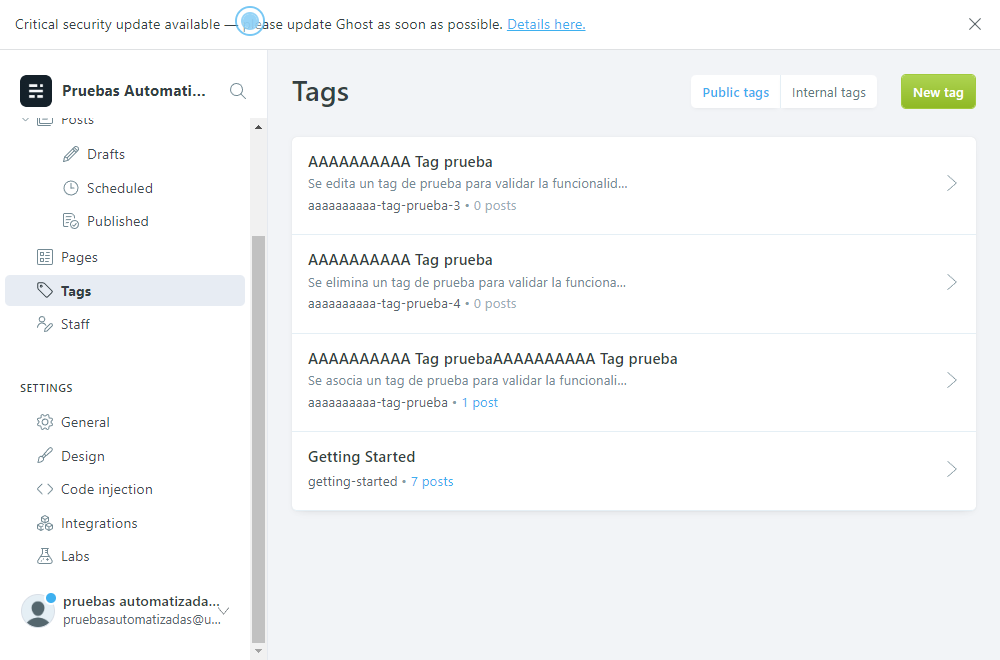 Critical security update available — please update Ghost as soon as possible. Details here.
Pruebas Automati...
Posts
Drafts
Scheduled
Published
Pages
Tags
Staff
SETTINGS
General
Design
Code injection
Integrations
Labs
pruebas automatizada...
pruebasautomatizadas@u...
Tags
Public tags
Internal tags
New tag
AAAAAAAAAA Tag prueba
Se edita un tag de prueba para validar la funcionalid...
aaaaaaaaaa-tag-prueba-3 • 0 posts
AAAAAAAAAA Tag prueba
Se elimina un tag de prueba para validar la funciona...
aaaaaaaaaa-tag-prueba-4 • 0 posts
AAAAAAAAAA Tag pruebaAAAAAAAAAA Tag prueba
Se asocia un tag de prueba para validar la funcionali...
aaaaaaaaaa-tag-prueba • 1 post
Getting Started
getting-started • 7 posts